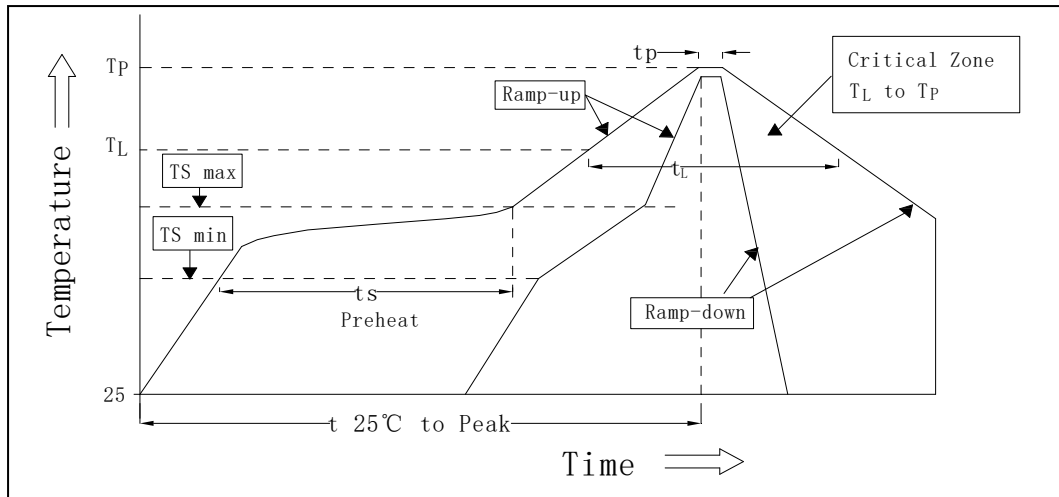 tp
TP
Ramp-up
Critical Zone
TL to TP
TL
TS max
tL
TS min
ts
Preheat
Ramp-down
25
t 25℃ to Peak
Temperature
Time